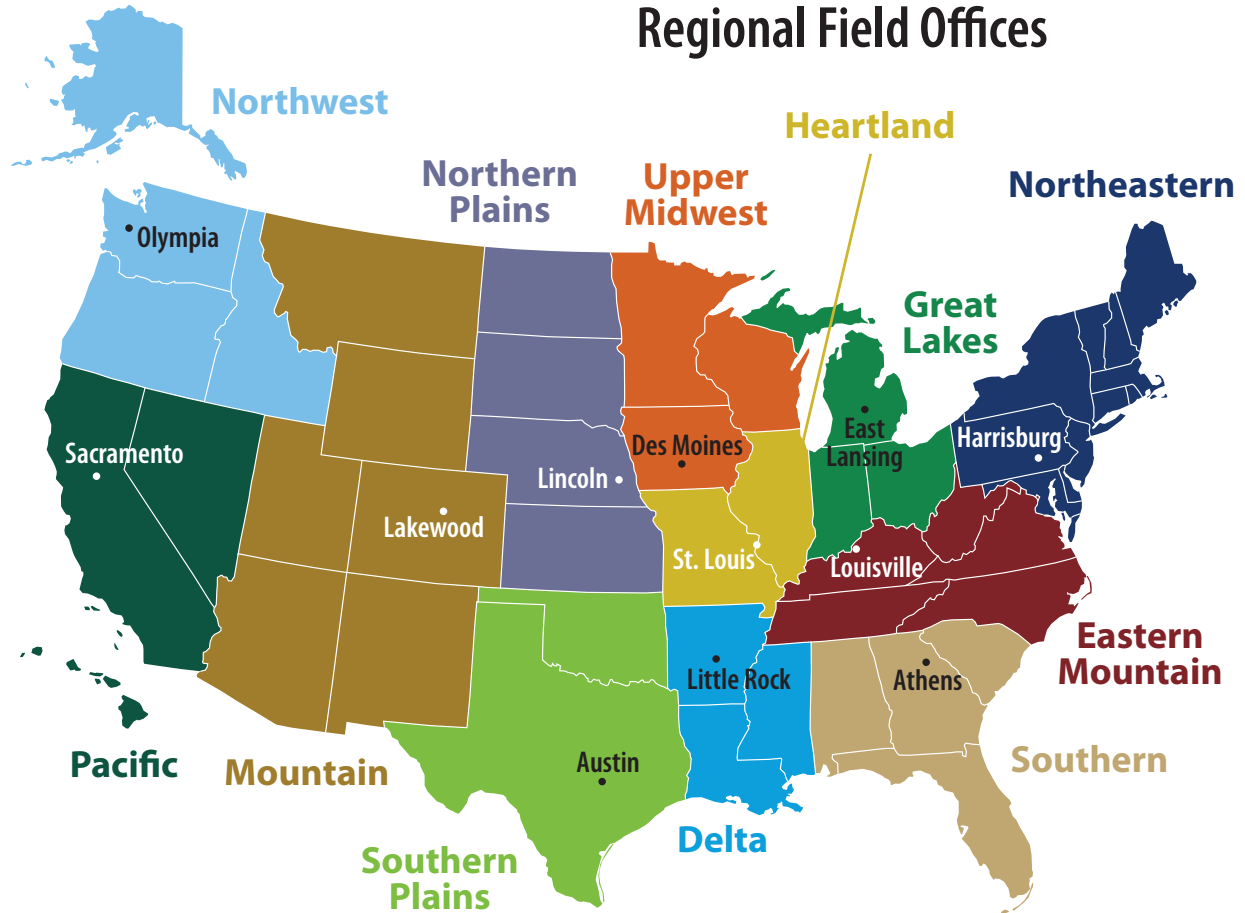 Regional Field Offices
Northwest
Heartland
Northern
Plains
Upper
Midwest
Northeastern
Olympia
Great
Lakes
Sacramento
Des Moines
East
Lansing
Harrisburg
Lincoln
Lakewood
St. Louis
Louisville
Eastern
Mountain
Little Rock
Athens
Pacific
Mountain
Austin
Southern
Delta
Southern
Plains